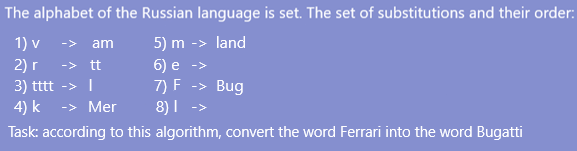 The alphabet of the Russian language is set. The set of substitutions and their order:
1) v -> am 5) m -> land
2) r -> tt 6) e ->
3) tttt -> l 7) F -> Bug
4) k -> Mer 8) l ->
Task: according to this algorithm, convert the word Ferrari into the word Bugatti